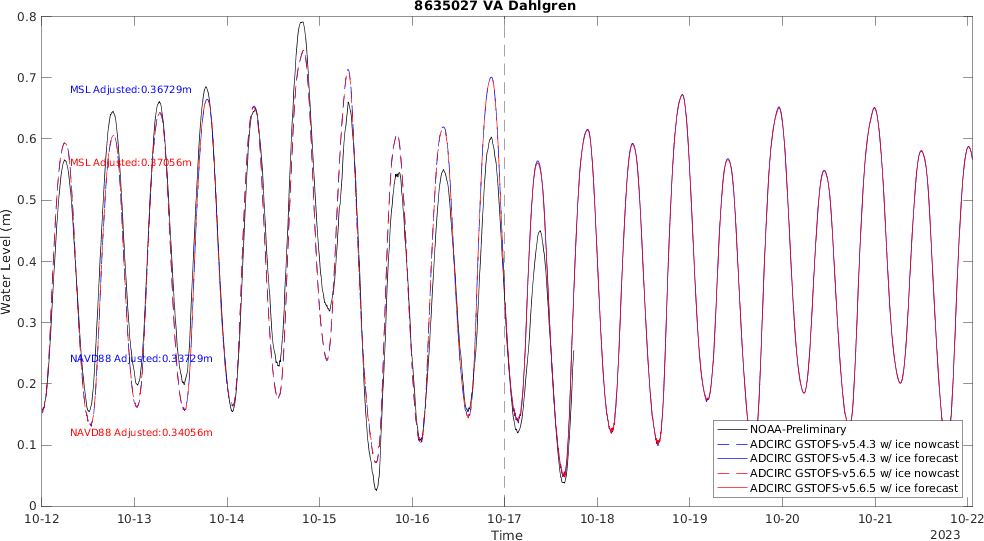 8635027 VA Dahlgren
0.8
0.7
0.6
0.5
0.4
0.3
0.2
0.1
0
Water Level (m)
MSL Adjusted:0.36729m
MSL Adjusted:0.37056m
NAVD88 Adjusted:0.33729m
NAVD88 Adjusted:0.34056m
NOAA-Preliminary
ADCIRC GSTOFS-v5.4.3 w/ ice nowcast
ADCIRC GSTOFS-v5.4.3 w/ ice forecast
ADCIRC GSTOFS-v5.6.5 w/ ice nowcast
ADCIRC GSTOFS-v5.6.5 w/ ice forecast
10-12 10-13 10-14 10-15 10-16 10-17 10-18 10-19 10-20 10-21 10-22
Time
2023